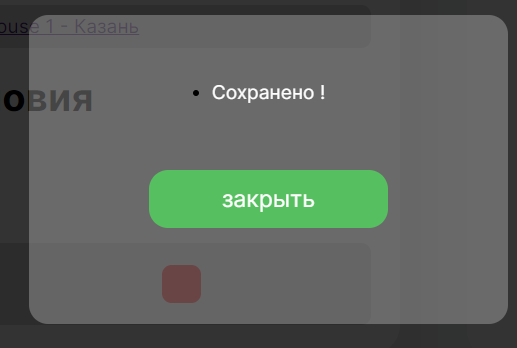 ouse 1 - Казань
овия
Сохранено !
закрыть